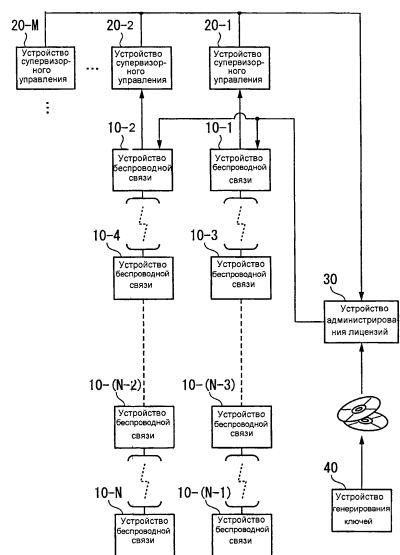 20-M
20-2
20-1
Устройство
супервизор-
ного
управления
...
Устройство
супервизор-
ного
управления
Устройство
супервизор-
ного
управления
...
10-2
10-1
Устройство
беспроводной
связи
Устройство
беспроводной
связи
10-4
10-3
Устройство
беспроводной
связи
Устройство
беспроводной
связи
30
Устройство
администрирова-
ния лицензий
10-(N-2)
10-(N-3)
Устройство
беспроводной
связи
Устройство
беспроводной
связи
10-N
10-(N-1)
40
Устройство
беспроводной
связи
Устройство
беспроводной
связи
Устройство
генерирования
ключей